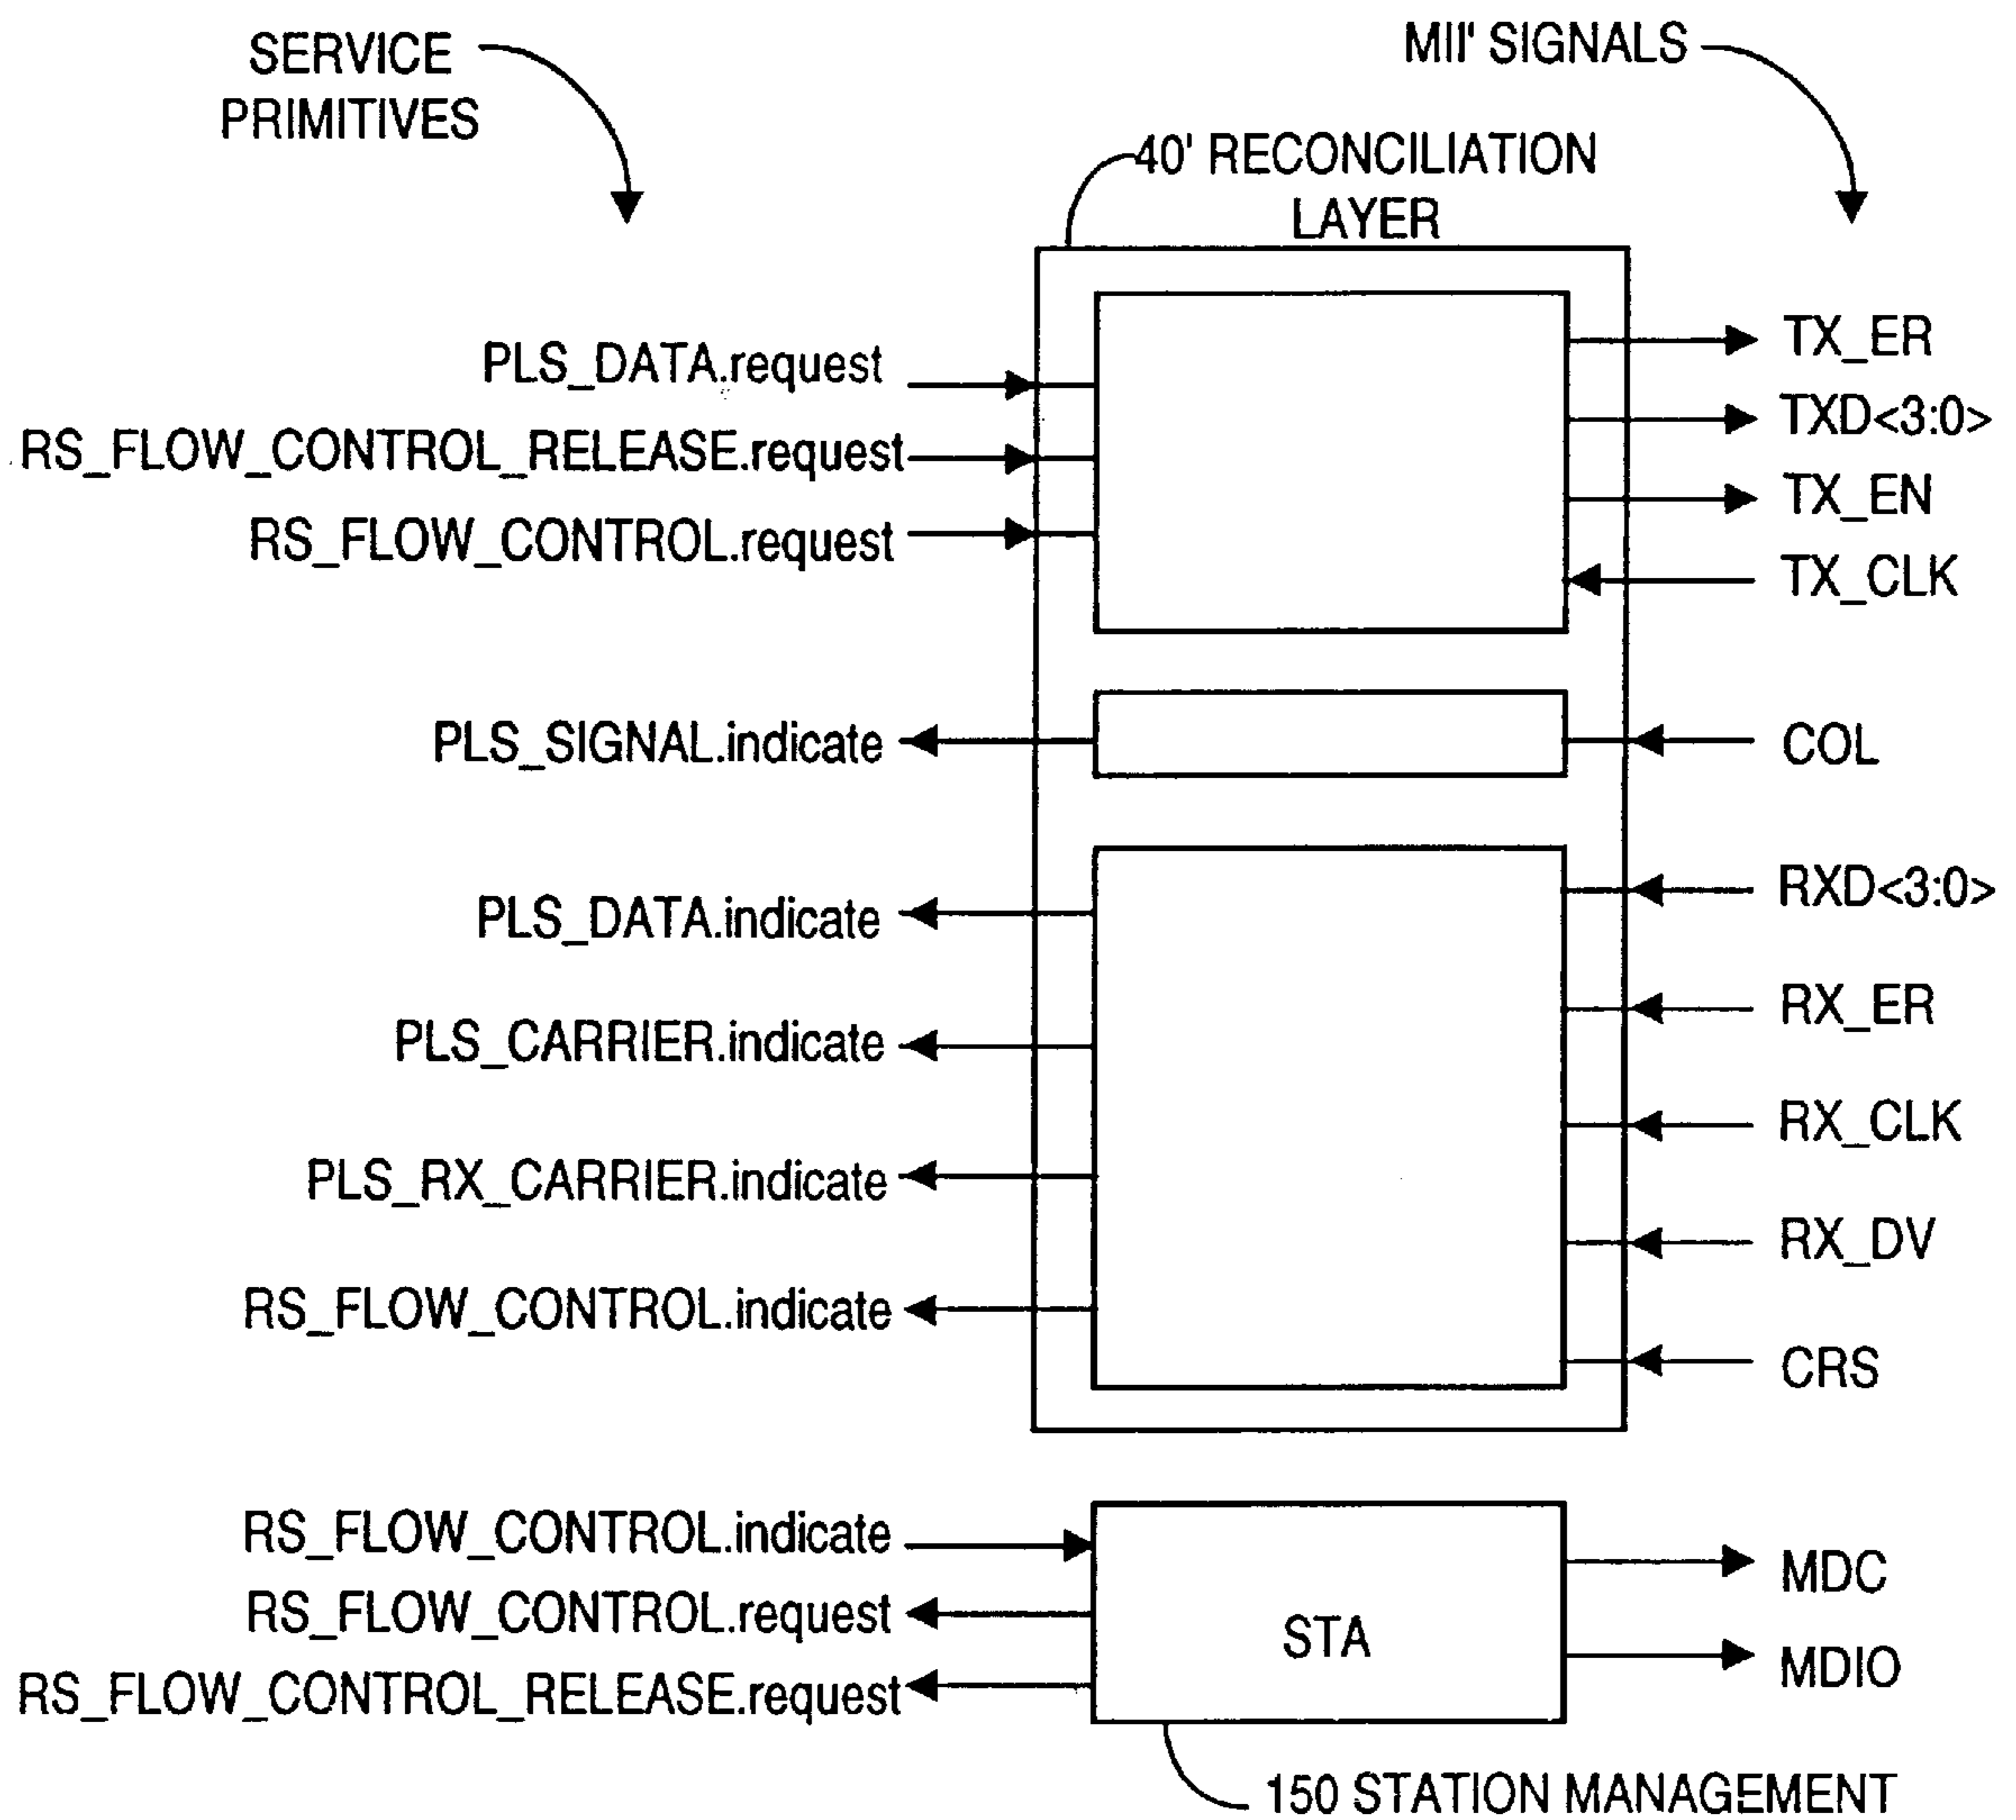 SERVICE
PRIMITIVES
MII' SIGNALS
40' RECONCILIATION
LAYER
PLS_DATA.request
RS_FLOW_CONTROL_RELEASE.request
RS_FLOW_CONTROL.request
TX_ER
TXD<3:0>
TX_EN
TX_CLK
PLS_SIGNAL.indicate
COL
PLS_DATA.indicate
PLS_CARRIER.indicate
PLS_RX_CARRIER.indicate
RS_FLOW_CONTROL.indicate
RXD<3:0>
RX_ER
RX_CLK
RX_DV
CRS
RS_FLOW_CONTROL.indicate
RS_FLOW_CONTROL.request
RS_FLOW_CONTROL_RELEASE.request
STA
MDC
MDIO
150 STATION MANAGEMENT